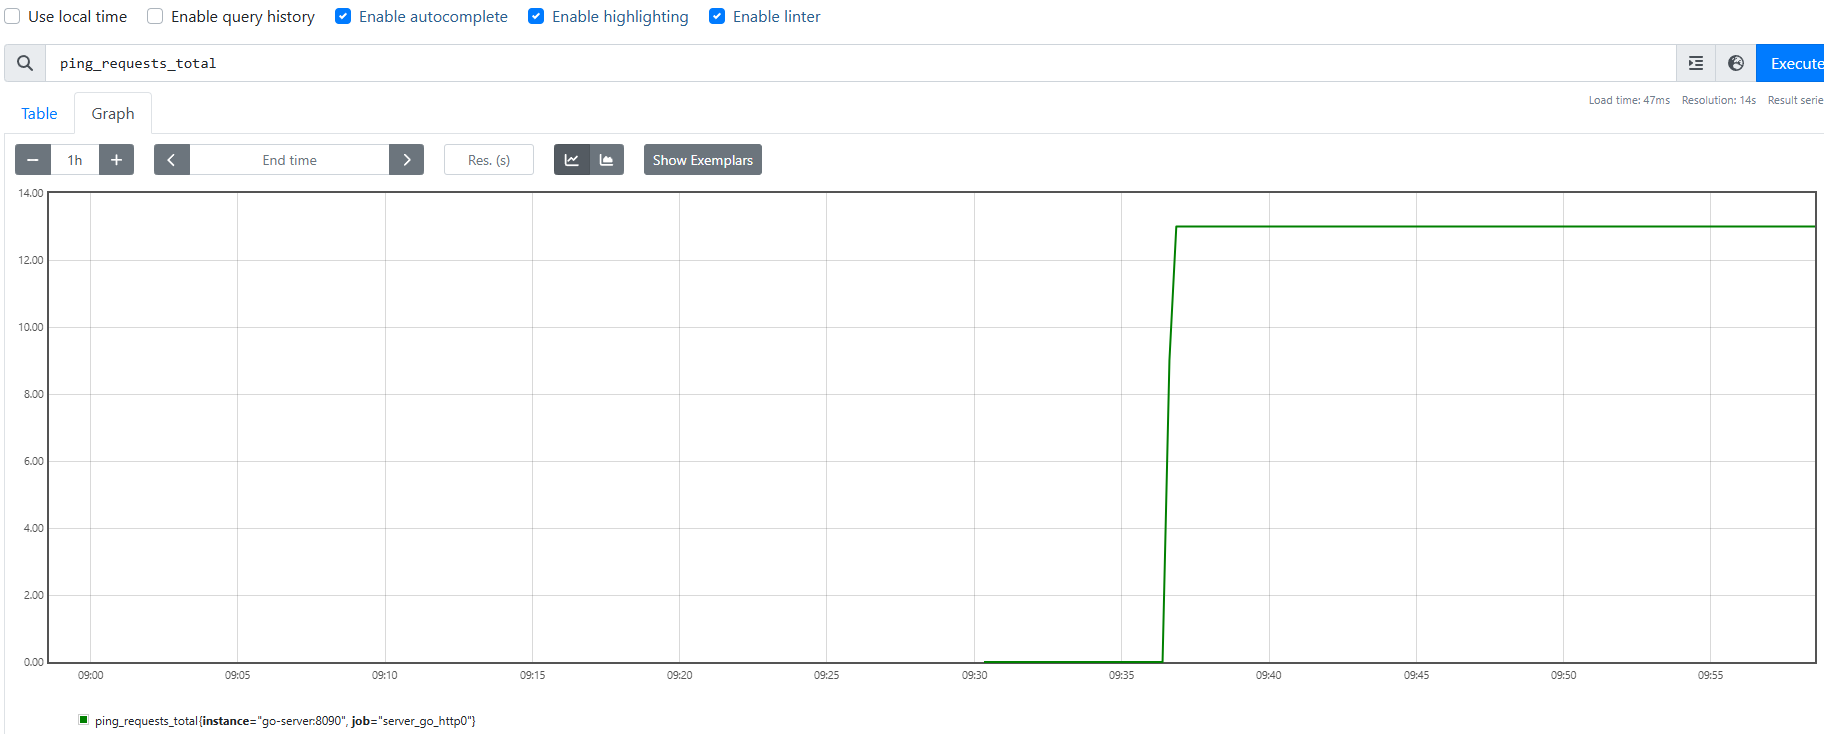 Use local time Enable query history Enable autocomplete Enable highlighting Enable linter
ping_requests_total Execute
Table Graph Load time: 47ms Resolution: 14s Result serie
1h End time Res. (s) Show Exemplars
14.00
12.00
10.00
8.00
6.00
4.00
2.00
0.00
09:00 09:05 09:10 09:15 09:20 09:25 09:30 09:35 09:40 09:45 09:50 09:55
ping_requests_total{instance="go-server:8090", job="server_go_http0"}